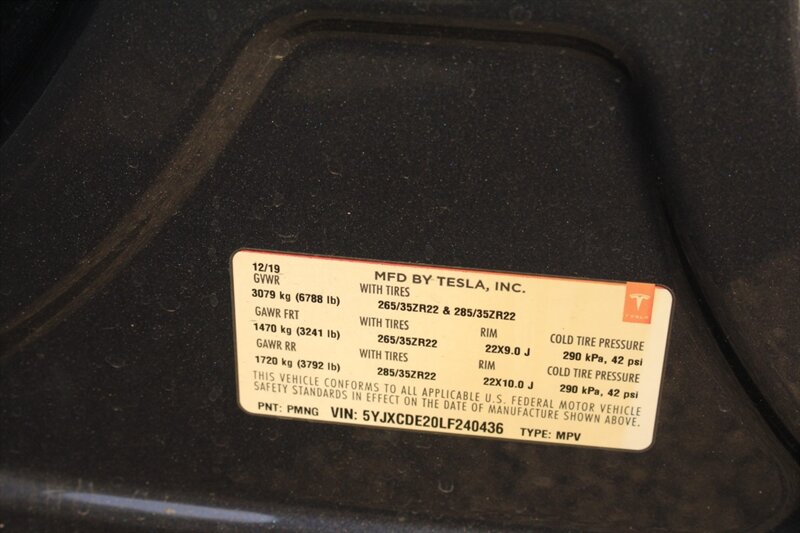 12/19
MFD BY TESLA, INC.
GVWR WITH TIRES
3079 kg (6788 lb) 265/35ZR22 & 285/35ZR22
TESLA
GAWR FRT WITH TIRES RIM COLD TIRE PRESSURE
1470 kg (3241 lb) 265/35ZR22 22X9.0 J 290 kPa, 42 psi
GAWR RR WITH TIRES RIM COLD TIRE PRESSURE
1720 kg (3792 lb) 285/35ZR22 22X10.0 J 290 kPa, 42 psi
THIS VEHICLE CONFORMS TO ALL APPLICABLE U.S. FEDERAL MOTOR VEHICLE
SAFETY STANDARDS IN EFFECT ON THE DATE OF MANUFACTURE SHOWN ABOVE.
PNT: PMNG VIN: 5YJXCDE20LF240436 TYPE: MPV